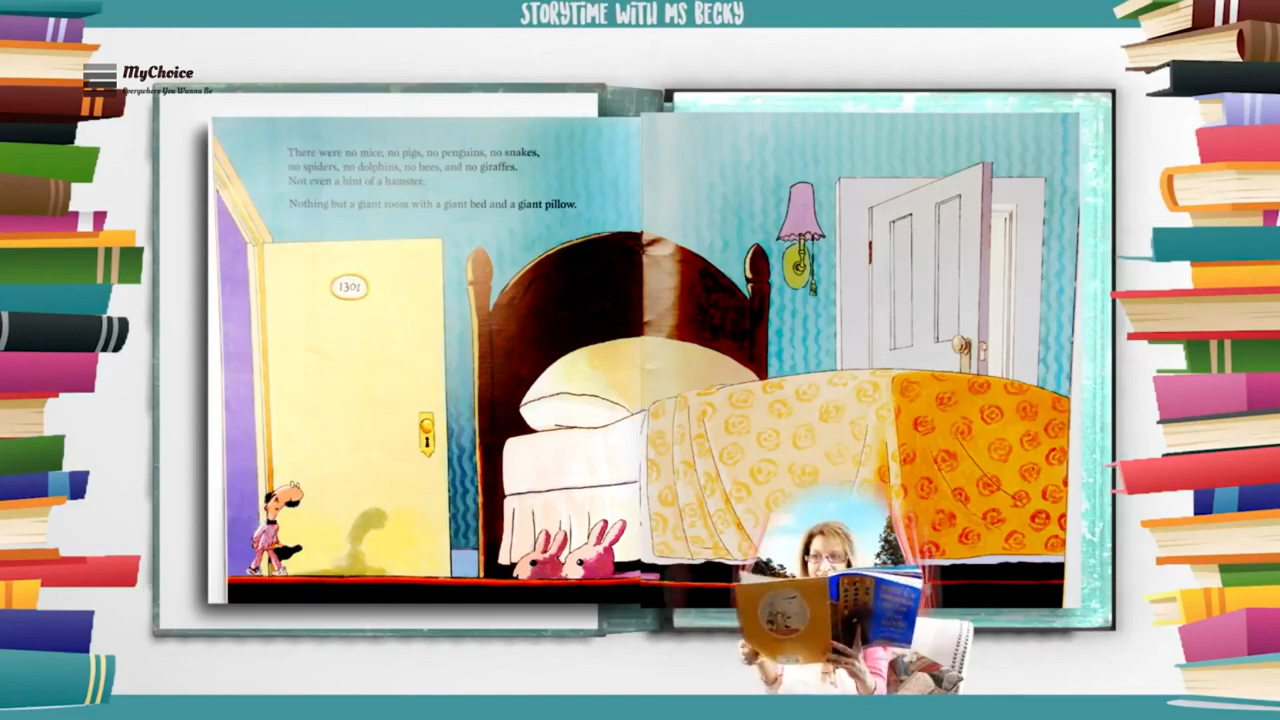 STORYTIME WITH MS BECKY
MyChoice
Everywhere You Wanna Be
There were no mice, no pigs, no penguins, no snakes,
no spiders, no dolphins, no bees, and no giraffes.
Not even a hint of a hamster.
Nothing but a giant room with a giant bed and a giant pillow.
1301